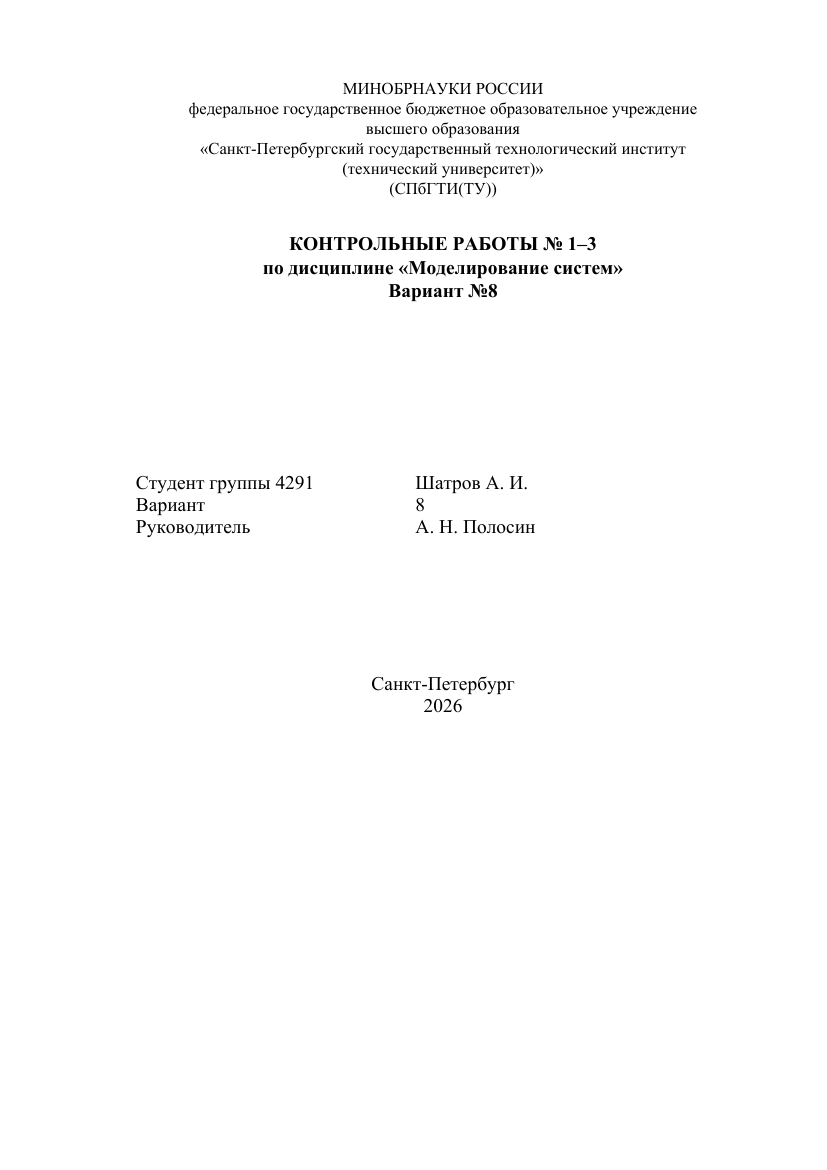 МИНОБРНАУКИ РОССИИ
федеральное государственное бюджетное образовательное учреждение
высшего образования
«Санкт-Петербургский государственный технологический институт
(технический университет)»
(СПбГТИ(ТУ))
КОНТРОЛЬНЫЕ РАБОТЫ № 1–3
по дисциплине «Моделирование систем»
Вариант №8
Студент группы 4291 Шатров А. И.
Вариант 8
Руководитель А. Н. Полосин
Санкт-Петербург
2026